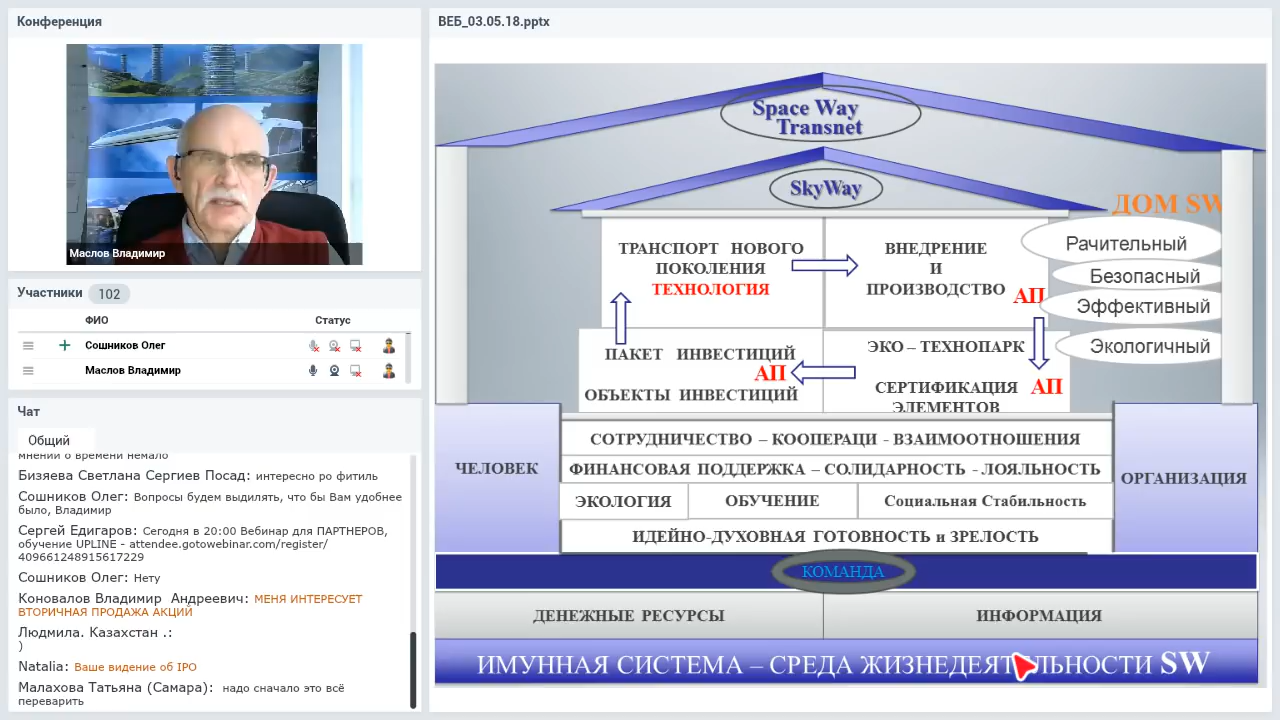 Конференция
Маслов Владимир
Участники 102
ФИО Статус
Сошников Олег
Маслов Владимир
Чат
Общий
мнений о времени немало
Бизяева Светлана Сергиев Посад: интересно ро фитиль
Сошников Олег: Вопросы будем выдилять, что бы Вам удобнее
было, Владимир
Сергей Едигаров: Сегодня в 20:00 Вебинар для ПАРТНЕРОВ,
обучение UPLINE - attendee.gotowebinar.com/register/
409661248915617229
Сошников Олег: Нету
Коновалов Владимир Андреевич: МЕНЯ ИНТЕРЕСУЕТ
ВТОРИЧНАЯ ПРОДАЖА АКЦИЙ
Людмила. Казахстан .:
)
Natalia: Ваше видение об IPO
Малахова Татьяна (Самара): надо сначало это всё
переварить
ВЕБ_03.05.18.pptx
Space Way
Transnet
SkyWay
ДОМ SW
ТРАНСПОРТ НОВОГО
ПОКОЛЕНИЯ
ТЕХНОЛОГИЯ
ВНЕДРЕНИЕ
И
ПРОИЗВОДСТВО
АП
Рачительный
Безопасный
Эффективный
Экологичный
ПАКЕТ ИНВЕСТИЦИЙ
АП
ОБЪЕКТЫ ИНВЕСТИЦИЙ
ЭКО – ТЕХНОПАРК
СЕРТИФИКАЦИЯ
ЭЛЕМЕНТОВ
АП
ЧЕЛОВЕК
СОТРУДНИЧЕСТВО – КООПЕРАЦИ - ВЗАИМООТНОШЕНИЯ
ФИНАНСОВАЯ ПОДДЕРЖКА – СОЛИДАРНОСТЬ - ЛОЯЛЬНОСТЬ
ЭКОЛОГИЯ ОБУЧЕНИЕ Социальная Стабильность
ИДЕЙНО-ДУХОВНАЯ ГОТОВНОСТЬ и ЗРЕЛОСТЬ
ОРГАНИЗАЦИЯ
КОМАНДА
ДЕНЕЖНЫЕ РЕСУРСЫ ИНФОРМАЦИЯ
ИМУННАЯ СИСТЕМА – СРЕДА ЖИЗНЕДЕЯТЕЛЬНОСТИ SW